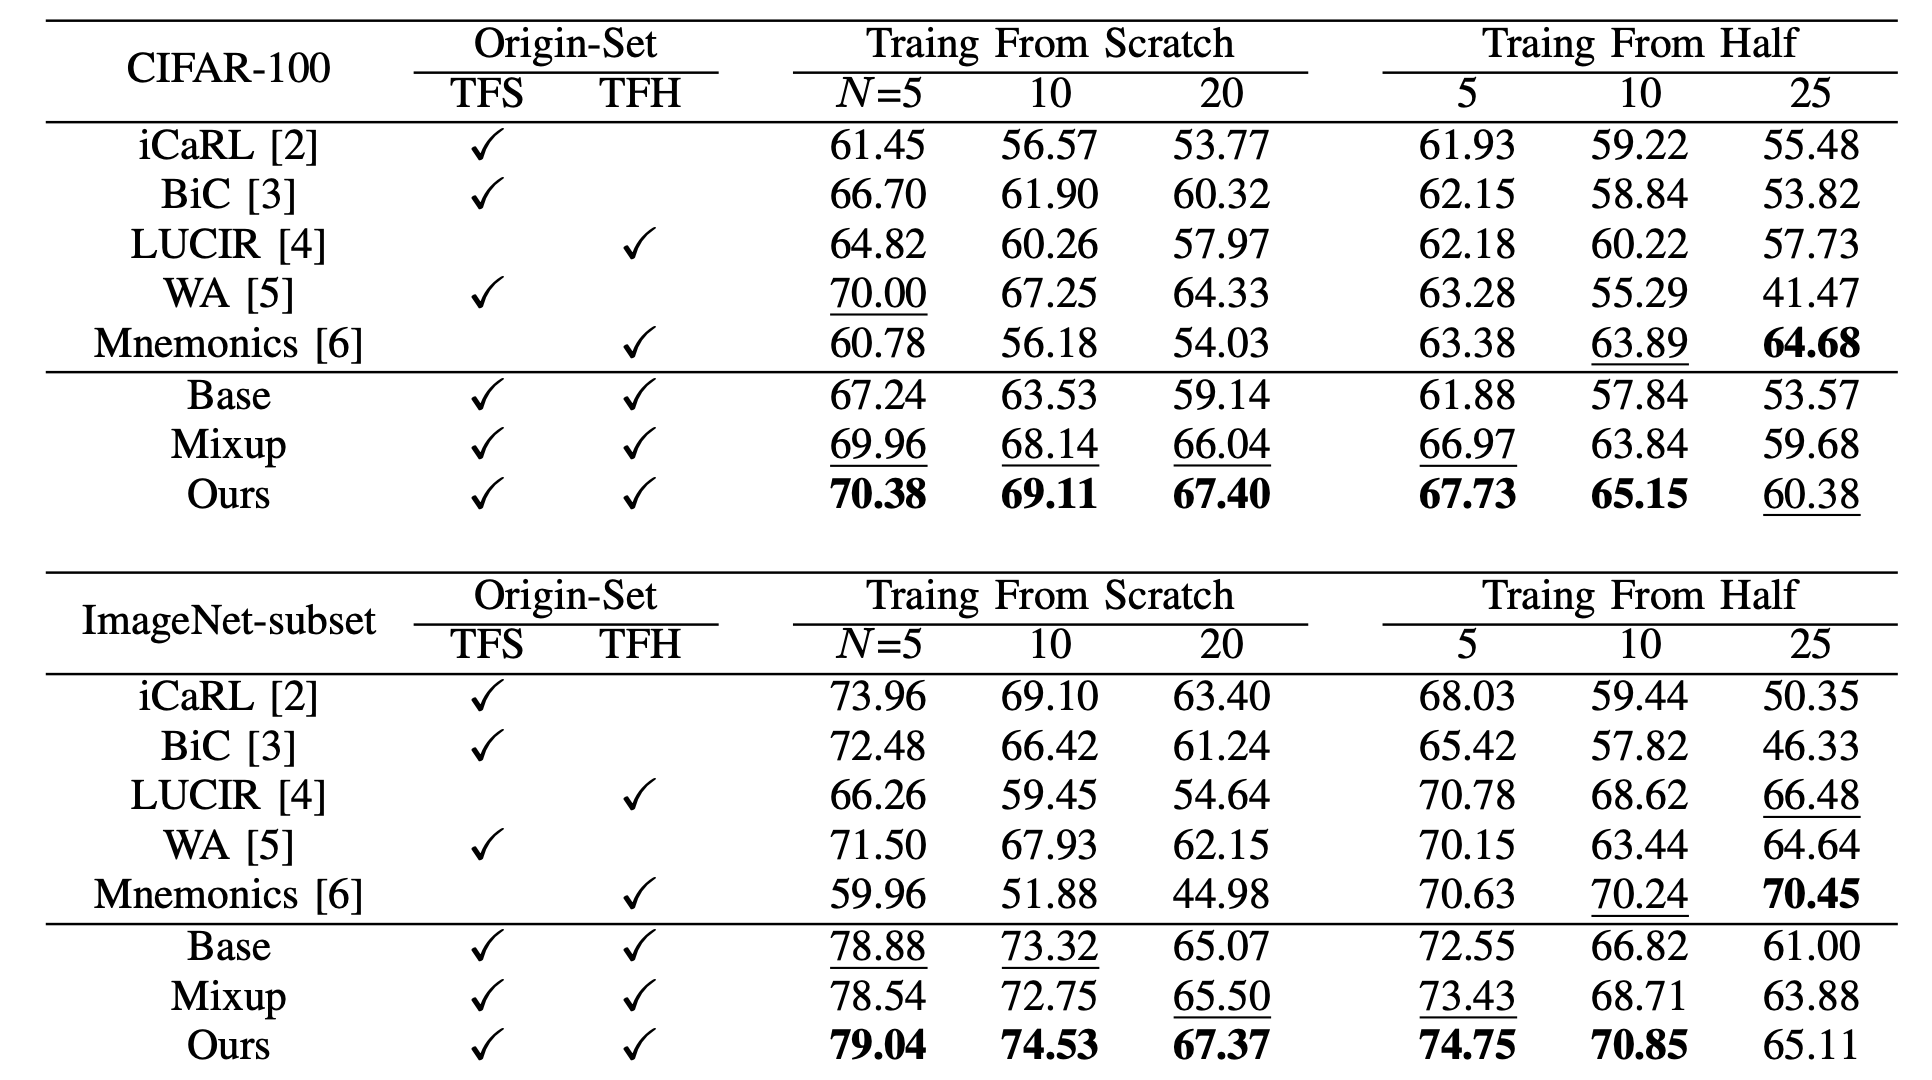 CIFAR-100 Origin-Set Traing From Scratch Traing From Half
TFS TFH N=5 10 20 5 10 25
iCaRL [2] ✓ 61.45 56.57 53.77 61.93 59.22 55.48
BiC [3] ✓ 66.70 61.90 60.32 62.15 58.84 53.82
LUCIR [4] ✓ 64.82 60.26 57.97 62.18 60.22 57.73
WA [5] ✓ 70.00 67.25 64.33 63.28 55.29 41.47
Mnemonics [6] ✓ 60.78 56.18 54.03 63.38 63.89 64.68
Base ✓ ✓ 67.24 63.53 59.14 61.88 57.84 53.57
Mixup ✓ ✓ 69.96 68.14 66.04 66.97 63.84 59.68
Ours ✓ ✓ 70.38 69.11 67.40 67.73 65.15 60.38
ImageNet-subset Origin-Set Traing From Scratch Traing From Half
TFS TFH N=5 10 20 5 10 25
iCaRL [2] ✓ 73.96 69.10 63.40 68.03 59.44 50.35
BiC [3] ✓ 72.48 66.42 61.24 65.42 57.82 46.33
LUCIR [4] ✓ 66.26 59.45 54.64 70.78 68.62 66.48
WA [5] ✓ 71.50 67.93 62.15 70.15 63.44 64.64
Mnemonics [6] ✓ 59.96 51.88 44.98 70.63 70.24 70.45
Base ✓ ✓ 78.88 73.32 65.07 72.55 66.82 61.00
Mixup ✓ ✓ 78.54 72.75 65.50 73.43 68.71 63.88
Ours ✓ ✓ 79.04 74.53 67.37 74.75 70.85 65.11